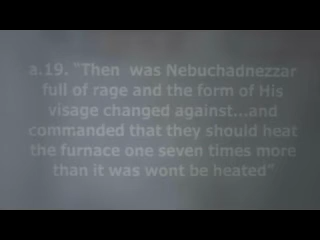 a.19. "Then was Nebuchadnezzar
full of rage and the form of His
visage changed against...and
commanded that they should heat
the furnace one seven times more
than it was wont be heated"